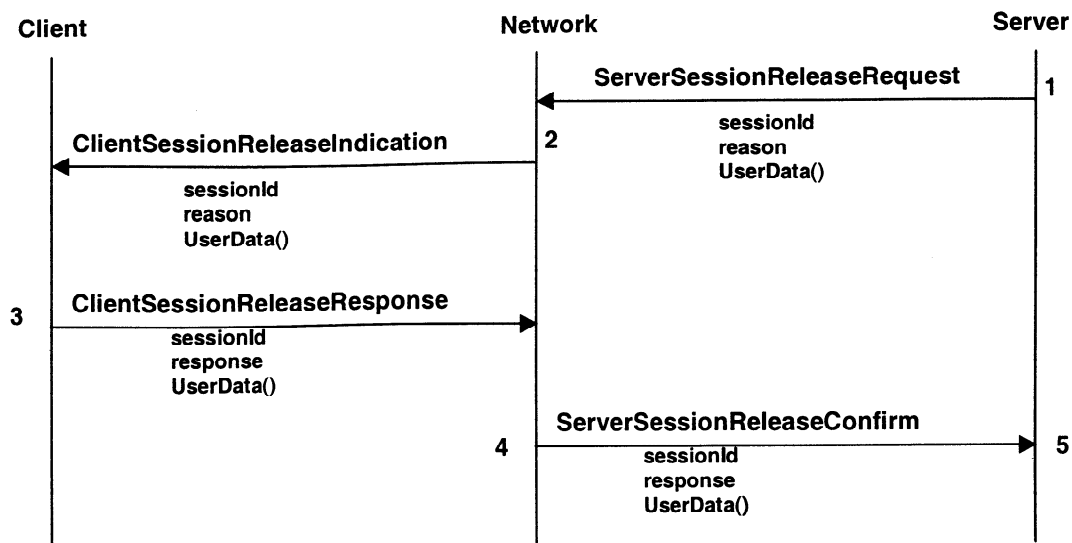 Client
Network
Server
ServerSessionReleaseRequest
1
sessionId
reason
UserData()
2
ClientSessionReleaseIndication
sessionId
reason
UserData()
3
ClientSessionReleaseResponse
sessionId
response
UserData()
4
ServerSessionReleaseConfirm
5
sessionId
response
UserData()